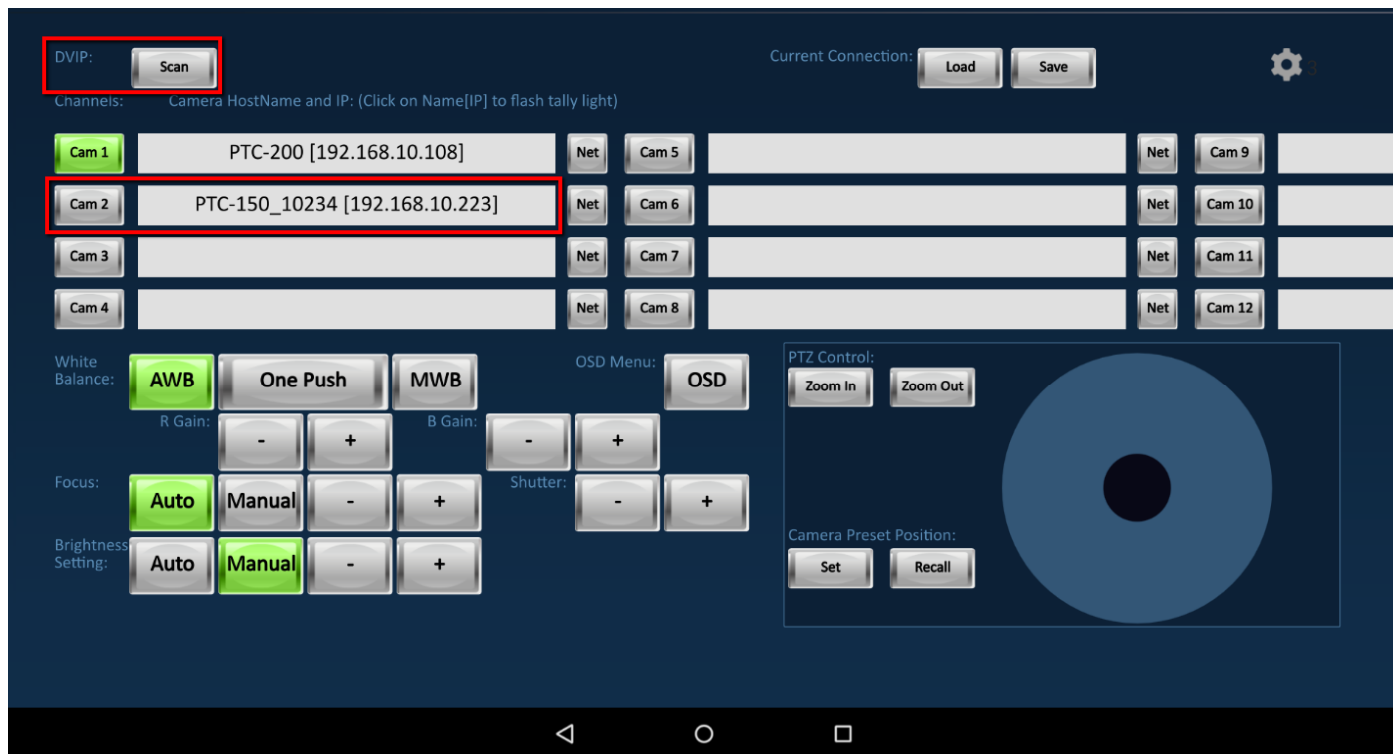 DVIP: Scan Current Connection: Load Save
Channels: Camera HostName and IP: (Click on Name[IP] to flash tally light)
Cam 1 PTC-200 [192.168.10.108] Net Cam 5 Net Cam 9
Cam 2 PTC-150_10234 [192.168.10.223] Net Cam 6 Net Cam 10
Cam 3 Net Cam 7 Net Cam 11
Cam 4 Net Cam 8 Net Cam 12
White
Balance: AWB One Push MWB OSD Menu: OSD
R Gain: - + B Gain: - +
Focus: Auto Manual - + Shutter: - +
Brightness
Setting: Auto Manual - +
PTZ Control:
Zoom In Zoom Out
Camera Preset Position:
Set Recall